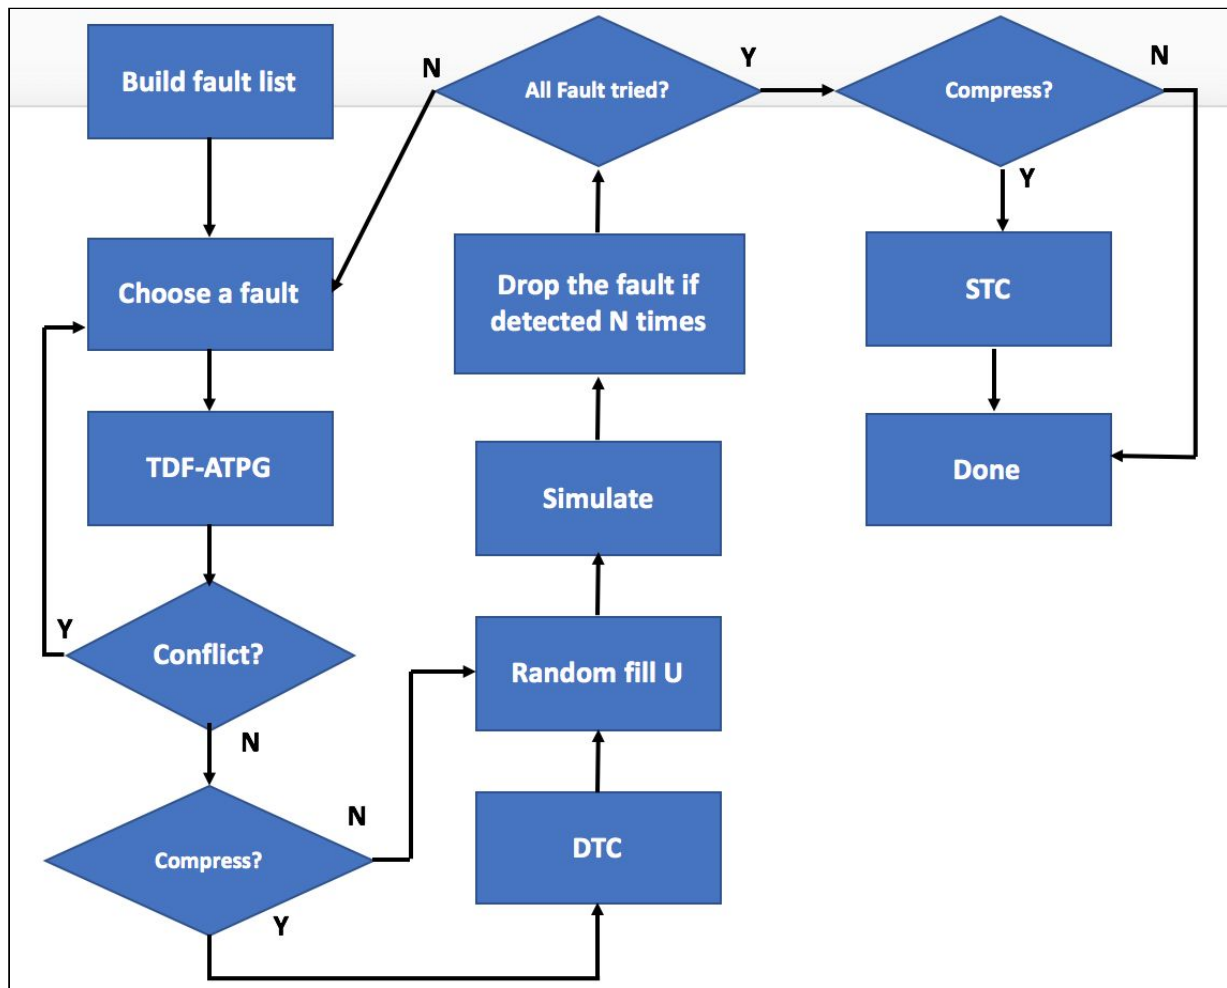 Build fault list
Choose a fault
TDF-ATPG
Conflict?
Y
N
Compress?
N
Y
DTC
Random fill U
Simulate
Drop the fault if
detected N times
All Fault tried?
N
Y
Compress?
N
Y
STC
Done